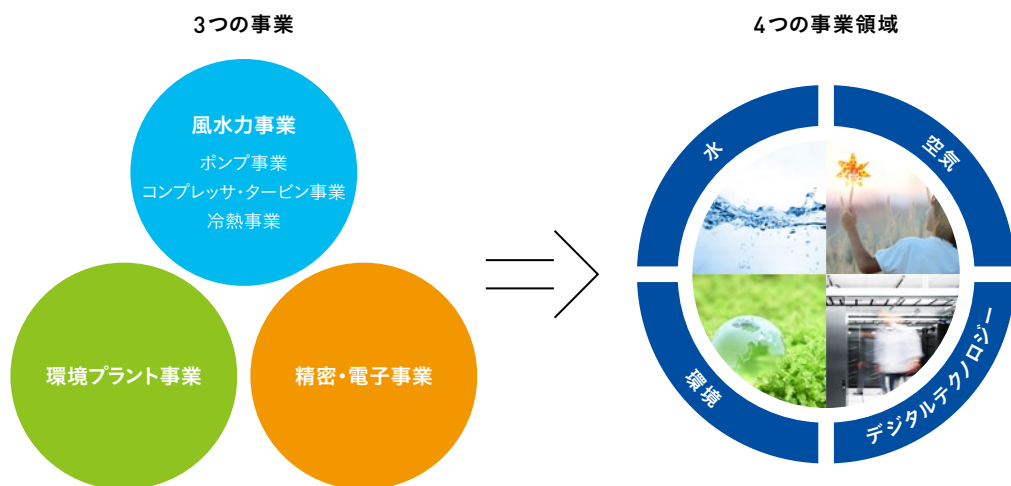 3つの事業
風水力事業
ポンプ事業
コンプレッサ・タービン事業
冷熱事業
環境プラント事業
精密・電子事業
4つの事業領域
水
空気
環境
デジタルテクノロジー